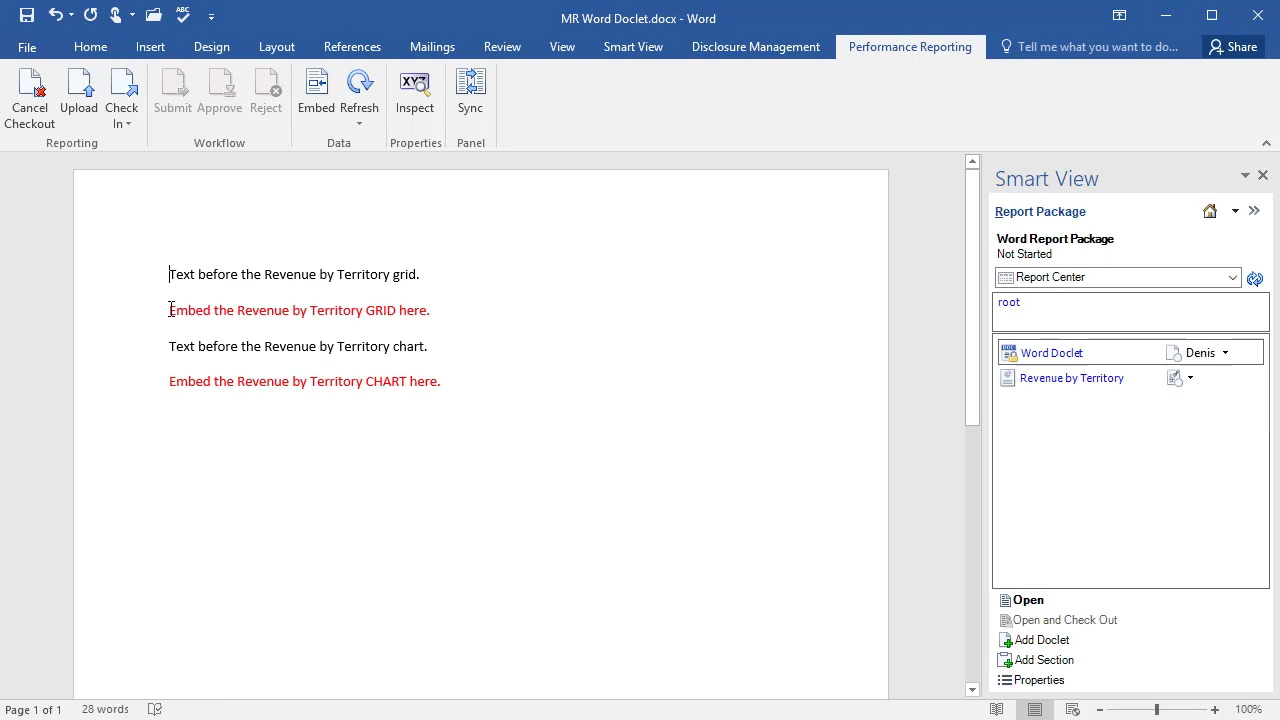 MR Word Doclet.docx - Word
File Home Insert Design Layout References Mailings Review View Smart View Disclosure Management Performance Reporting Tell me what you want to do... Share
ABC
XYZ
Cancel Checkout Upload Check In Submit Approve Reject Embed Refresh Inspect Sync
Reporting Workflow Data Properties Panel
Text before the Revenue by Territory grid.
Embed the Revenue by Territory GRID here.
Text before the Revenue by Territory chart.
Embed the Revenue by Territory CHART here.
Smart View
Report Package
Word Report Package
Not Started
Report Center
root
Word Doclet Denis
Revenue by Territory
Open
Open and Check Out
Add Doclet
Add Section
Properties
Page 1 of 1 28 words 100%